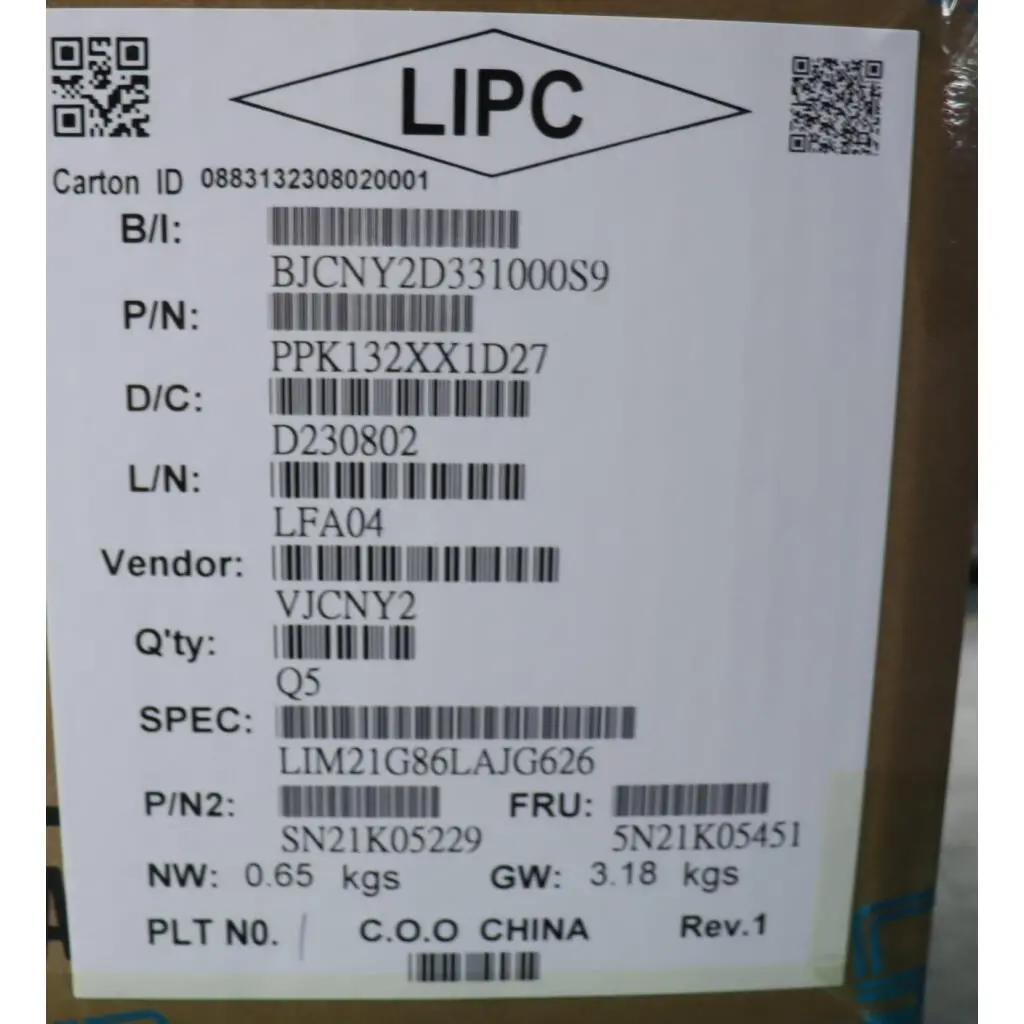 LIPC
Carton ID 0883132308020001
B/I:
BJCNY2D331000S9
P/N:
PPK132XX1D27
D/C:
D230802
L/N:
LFA04
Vendor:
VJCNY2
Q'ty:
Q5
SPEC:
LIM21G86LAJG626
P/N2: FRU:
SN21K05229 5N21K05451
NW: 0.65 kgs GW: 3.18 kgs
PLT N0. C.O.O CHINA Rev.1